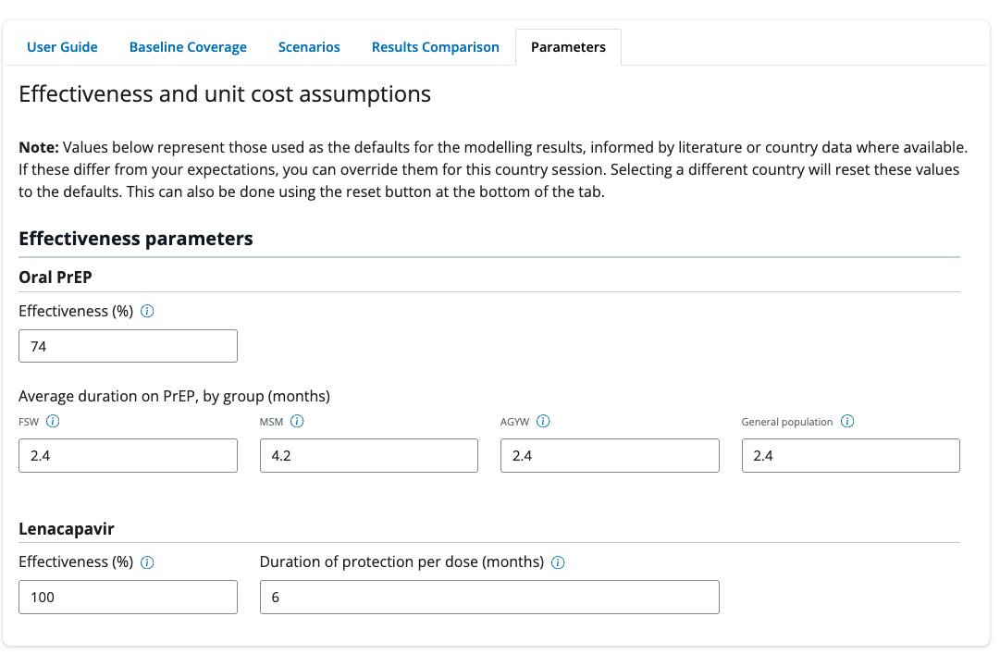 User Guide
Baseline Coverage
Scenarios
Results Comparison
Parameters
Effectiveness and unit cost assumptions
Note: Values below represent those used as the defaults for the modelling results, informed by literature or country data where available.
If these differ from your expectations, you can override them for this country session. Selecting a different country will reset these values
to the defaults. This can also be done using the reset button at the bottom of the tab.
Effectiveness parameters
Oral PrEP
Effectiveness (%)
74
Average duration on PrEP, by group (months)
FSW
MSM
AGYW
General population
2.4
4.2
2.4
2.4
Lenacapavir
Effectiveness (%)
Duration of protection per dose (months)
100
6